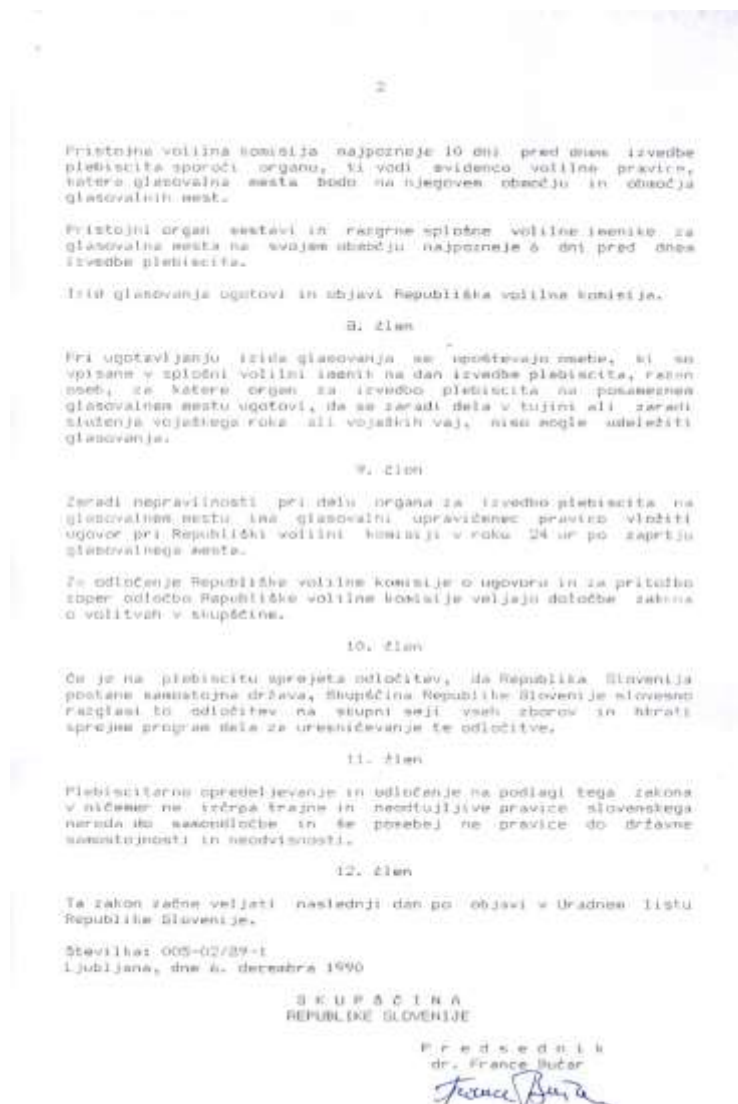 2
Pristojna volilna komisija najpozneje 10 dni pred dnem izvedbe
plebiscita sporoči organu, ki vodi evidenco volilne pravice,
katera glasovalna mesta bodo na njegovem območju in območja
glasovalnih mest.
Pristojni organ sestavi in razgrne splošne volilne imenike za
glasovalna mesta na svojem območju najpozneje 6 dni pred dnem
izvedbe plebiscita.
Izid glasovanja ugotovi in objavi Republiška volilna komisija.
8. člen
Pri ugotavljanju izida glasovanja se upoštevajo osebe, ki so
vpisane v splošni volilni imenik na dan izvedbe plebiscita, razen
oseb, za katere organ za izvedbo plebiscita na posameznem
glasovalnem mestu ugotovi, da se zaradi dela v tujini ali zaradi
služenja vojaškega roka ali vojaških vaj, niso mogle udeležiti
glasovanja.
9. člen
Zaradi nepravilnosti pri delu organa za izvedbo plebiscita na
glasovalnem mestu ima glasovalni upravičenec pravico vložiti
ugovor pri Republiški volilni komisiji v roku 24 ur po zaprtju
glasovalnega mesta.
Za odločanje Republiške volilne komisije o ugovoru in za pritožbo
zoper odločbo Republiške volilne komisije veljajo določbe zakona
o volitvah v skupščine.
10. člen
Če je na plebiscitu sprejeta odločitev, da Republika Slovenija
postane samostojna država, Skupščina Republike Slovenije slovesno
razglasi to odločitev na skupni seji vseh zborov in hkrati
sprejme program dela za uresničevanje te odločitve.
11. člen
Plebiscitarno opredeljevanje in odločanje na podlagi tega zakona
v ničemer ne izčrpa trajne in neodtujljive pravice slovenskega
naroda do samoodločbe in še posebej ne pravice do državne
samostojnosti in neodvisnosti.
12. člen
Ta zakon začne veljati naslednji dan po objavi v Uradnem listu
Republike Slovenije.
Številka: 005-02/89-1
Ljubljana, dne 6. decembra 1990
S K U P Š Č I N A
REPUBLIKE SLOVENIJE
P r e d s e d n i k
dr. France Bučar
France Bučar